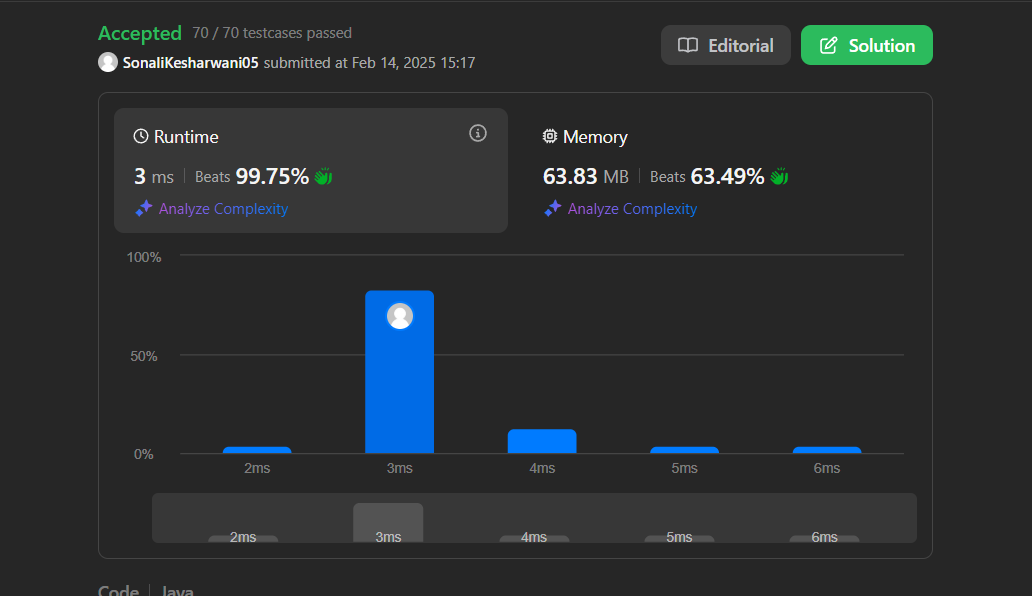 Accepted 70 / 70 testcases passed
SonaliKesharwani05 submitted at Feb 14, 2025 15:17
Editorial
Solution
Runtime
3 ms Beats 99.75%
Analyze Complexity
Memory
63.83 MB Beats 63.49%
Analyze Complexity
100%
50%
0%
2ms 3ms 4ms 5ms 6ms
2ms 3ms 4ms 5ms 6ms
Code Java